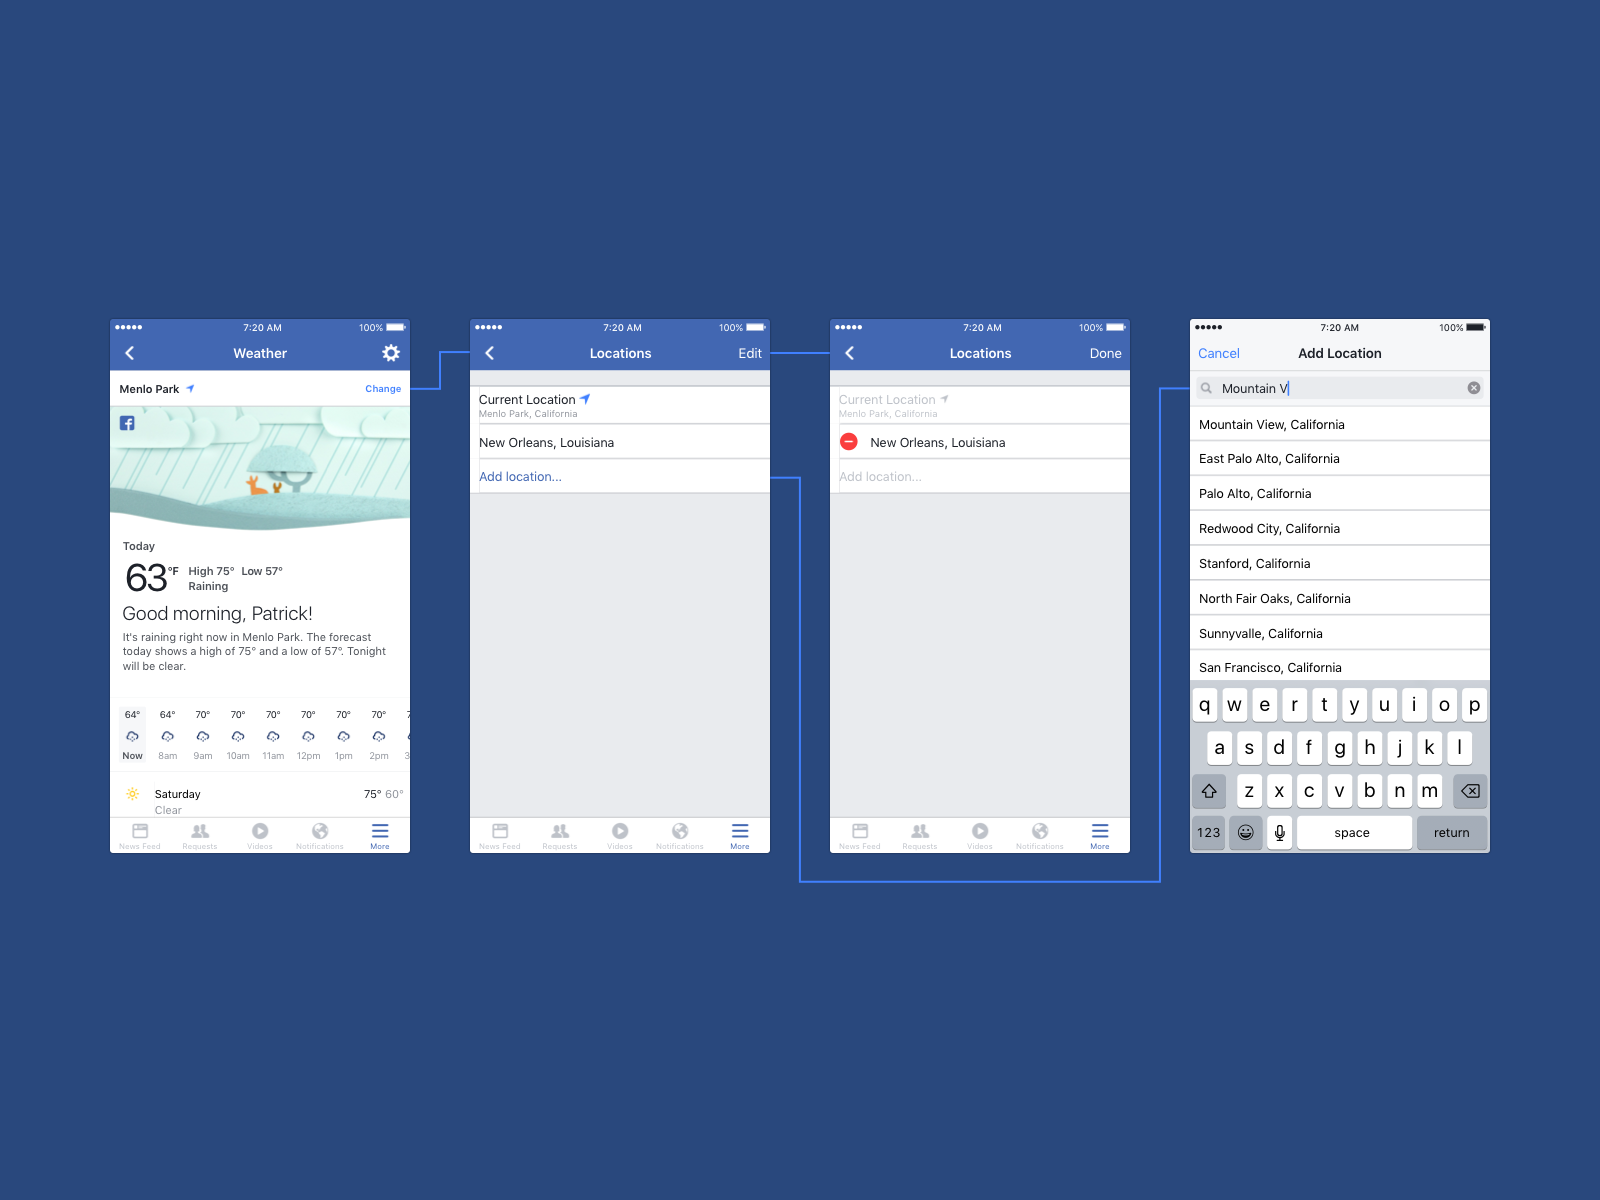 7:20 AM 100%
Weather
Menlo Park Change
Today
63 °F High 75° Low 57°
Raining
Good morning, Patrick!
It's raining right now in Menlo Park. The forecast
today shows a high of 75° and a low of 57°. Tonight
will be clear.
64° 64° 70° 70° 70° 70° 70° 70° 7
Now 8am 9am 10am 11am 12pm 1pm 2pm 3
Saturday 75° 60°
Clear
News Feed Requests Videos Notifications More
7:20 AM 100%
Locations Edit
Current Location
Menlo Park, California
New Orleans, Louisiana
Add location...
News Feed Requests Videos Notifications More
7:20 AM 100%
Locations Done
Current Location
Menlo Park, California
New Orleans, Louisiana
Add location...
News Feed Requests Videos Notifications More
7:20 AM 100%
Cancel Add Location
Mountain V
Mountain View, California
East Palo Alto, California
Palo Alto, California
Redwood City, California
Stanford, California
North Fair Oaks, California
Sunnyvalle, California
San Francisco, California
q w e r t y u i o p
a s d f g h j k l
z x c v b n m
123 space return